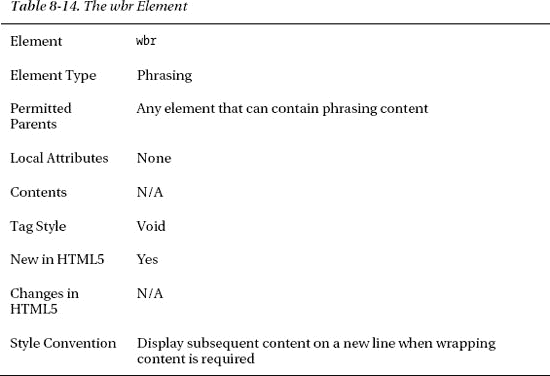 Table 8-14. The wbr Element
Element wbr
Element Type Phrasing
Permitted Any element that can contain phrasing content
Parents
Local Attributes None
Contents N/A
Tag Style Void
New in HTML5 Yes
Changes in N/A
HTML5
Style Convention Display subsequent content on a new line when wrapping
content is required